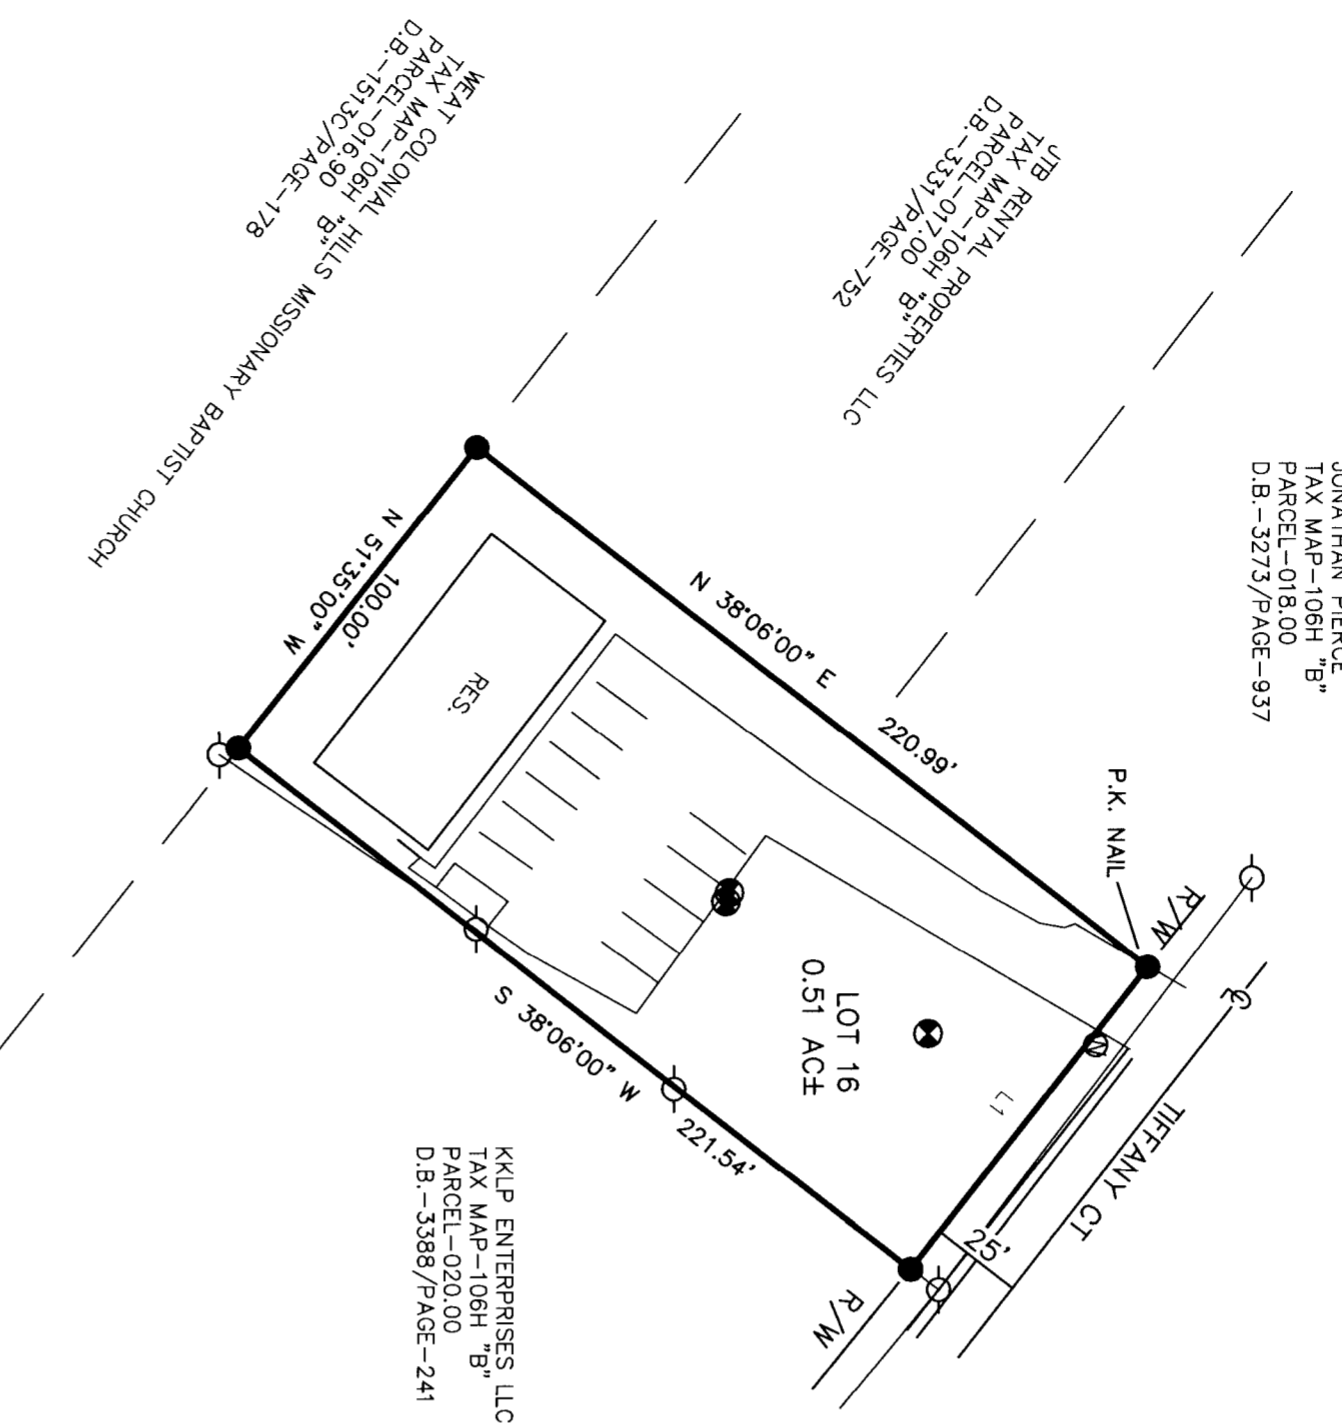 WEAT COLONIAL HILLS MISSIONARY BAPTIST CHURCH
TAX MAP-106H "B"
PARCEL-016.90
D.B.-1513C/PAGE-178
JTB RENTAL PROPERTIES LLC
TAX MAP-106H "B"
PARCEL-017.00
D.B.-3331/PAGE-752
JONATHAN PIERCE
TAX MAP-106H "B"
PARCEL-018.00
D.B.-3273/PAGE-937
N 51°35'00" W
100.00'
RES.
N 38°06'00" E
220.99'
P.K. NAIL
R/W
TIFFANY CT
LOT 16
0.51 AC±
L1
25'
R/W
S 38°06'00" W
221.54'
KKLP ENTERPRISES LLC
TAX MAP-106H "B"
PARCEL-020.00
D.B.-3388/PAGE-241